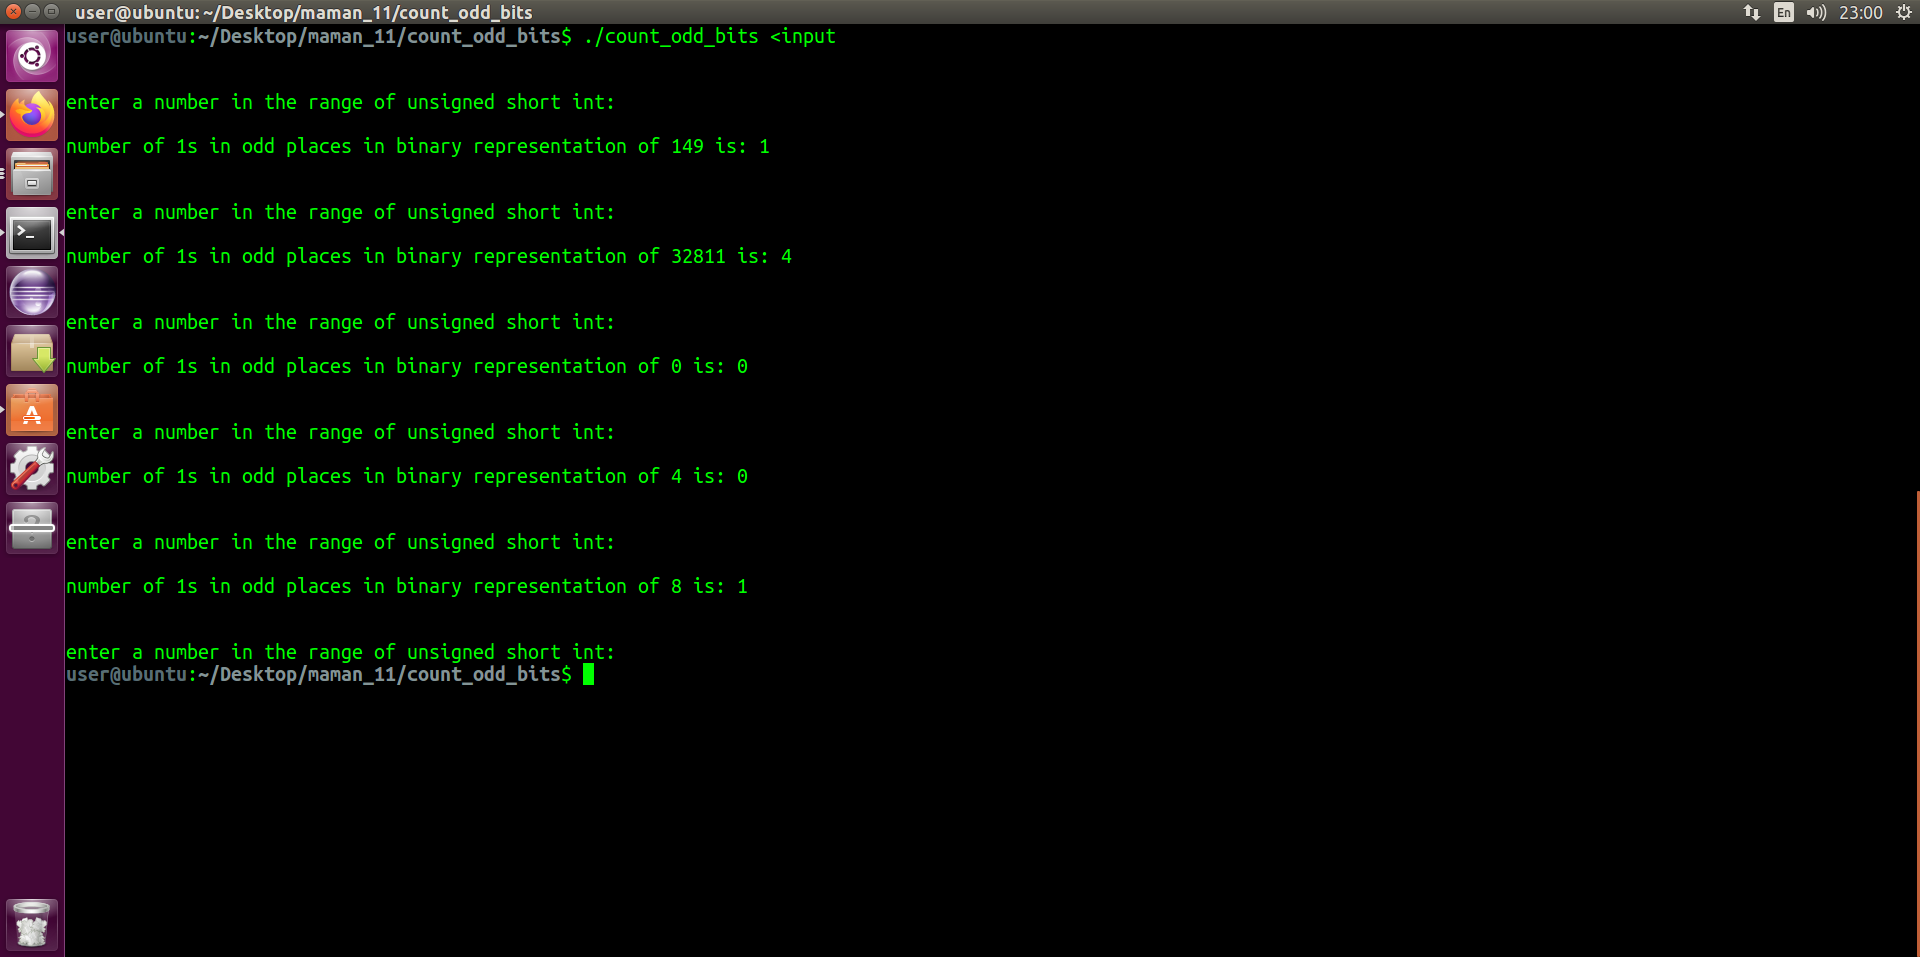 user@ubuntu: ~/Desktop/maman_11/count_odd_bits
En
23:00
user@ubuntu:~/Desktop/maman_11/count_odd_bits$ ./count_odd_bits <input
enter a number in the range of unsigned short int:
number of 1s in odd places in binary representation of 149 is: 1
enter a number in the range of unsigned short int:
number of 1s in odd places in binary representation of 32811 is: 4
enter a number in the range of unsigned short int:
number of 1s in odd places in binary representation of 0 is: 0
enter a number in the range of unsigned short int:
number of 1s in odd places in binary representation of 4 is: 0
enter a number in the range of unsigned short int:
number of 1s in odd places in binary representation of 8 is: 1
enter a number in the range of unsigned short int:
user@ubuntu:~/Desktop/maman_11/count_odd_bits$